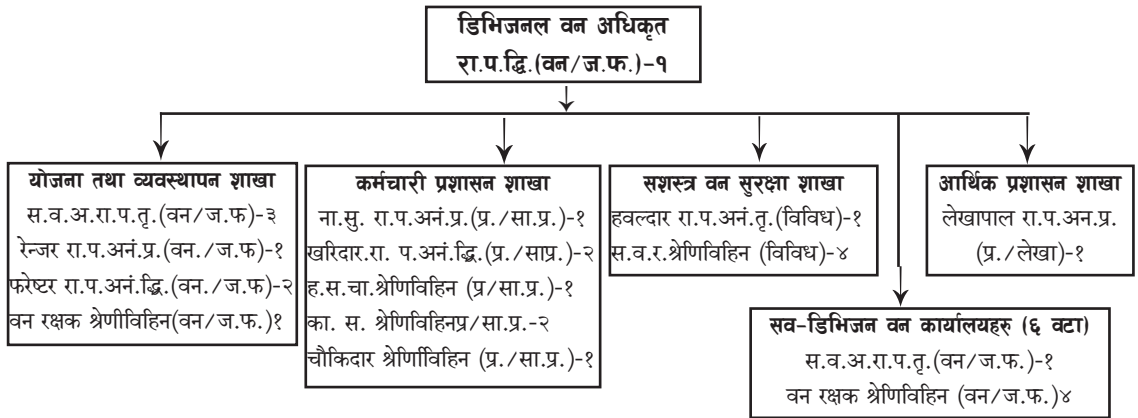 डिभिजनल वन अधिकृत
रा.प.द्वि.(वन/ज.फ.)-१
योजना तथा व्यवस्थापन शाखा
स.व.अ.रा.प.तृ.(वन/ज.फ)-३
रेन्जर रा.प.अनं.प्र.(वन./ज.फ)-१
फरेष्टर रा.प.अनं.द्धि.(वन./ज.फ)-२
वन रक्षक श्रेणीविहिन(वन/ज.फ.)१
कर्मचारी प्रशासन शाखा
ना.सु. रा.प.अनं.प्र.(प्र./सा.प्र.)-१
खरिदार.रा. प.अनं.द्धि.(प्र./साप्र.)-२
ह.स.चा.श्रेणिविहिन (प्र/सा.प्र.)-१
का. स. श्रेणिविहिनप्र/सा.प्र.-२
चौकिदार श्रेर्णिाविहिन (प्र./सा.प्र.)-१
सशस्त्र वन सुरक्षा शाखा
हवल्दार रा.प.अनं.तृ.(विविध)-१
स.व.र.श्रेणिविहिन (विविध)-४
आर्थिक प्रशासन शाखा
लेखापाल रा.प.अन.प्र.
(प्र./लेखा)-१
सव-डिभिजन वन कार्यालयहरु (६ वटा)
स.व.अ.रा.प.तृ.(वन/ज.फ.)-१
वन रक्षक श्रेणिविहिन (वन/ज.फ.)४